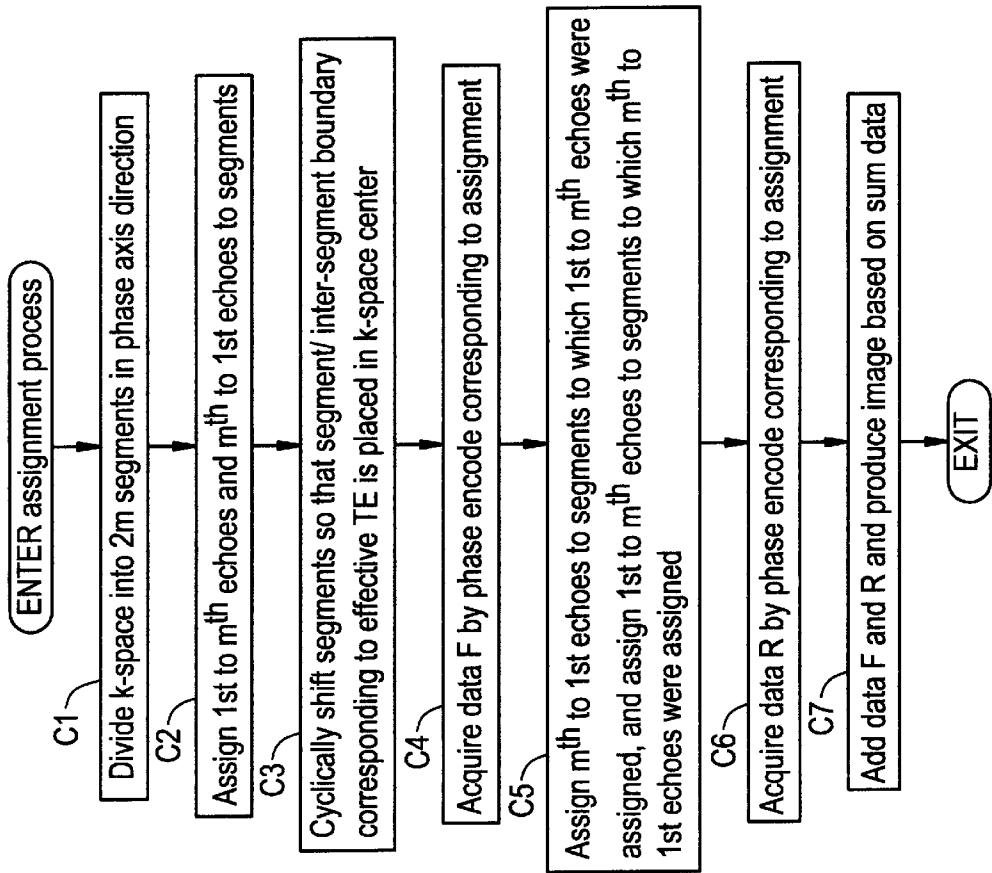 ENTER assignment process
C1
Divide k-space into 2m segments in phase axis direction
C2
Assign 1st to mth echoes and mth to 1st echoes to segments
C3
Cyclically shift segments so that segment/ inter-segment boundary
corresponding to effective TE is placed in k-space center
C4
Acquire data F by phase encode corresponding to assignment
C5
Assign mth to 1st echoes to segments to which 1st to mth echoes were
assigned, and assign 1st to mth echoes to segments to which mth to
1st echoes were assigned
C6
Acquire data R by phase encode corresponding to assignment
C7
Add data F and R and produce image based on sum data
EXIT